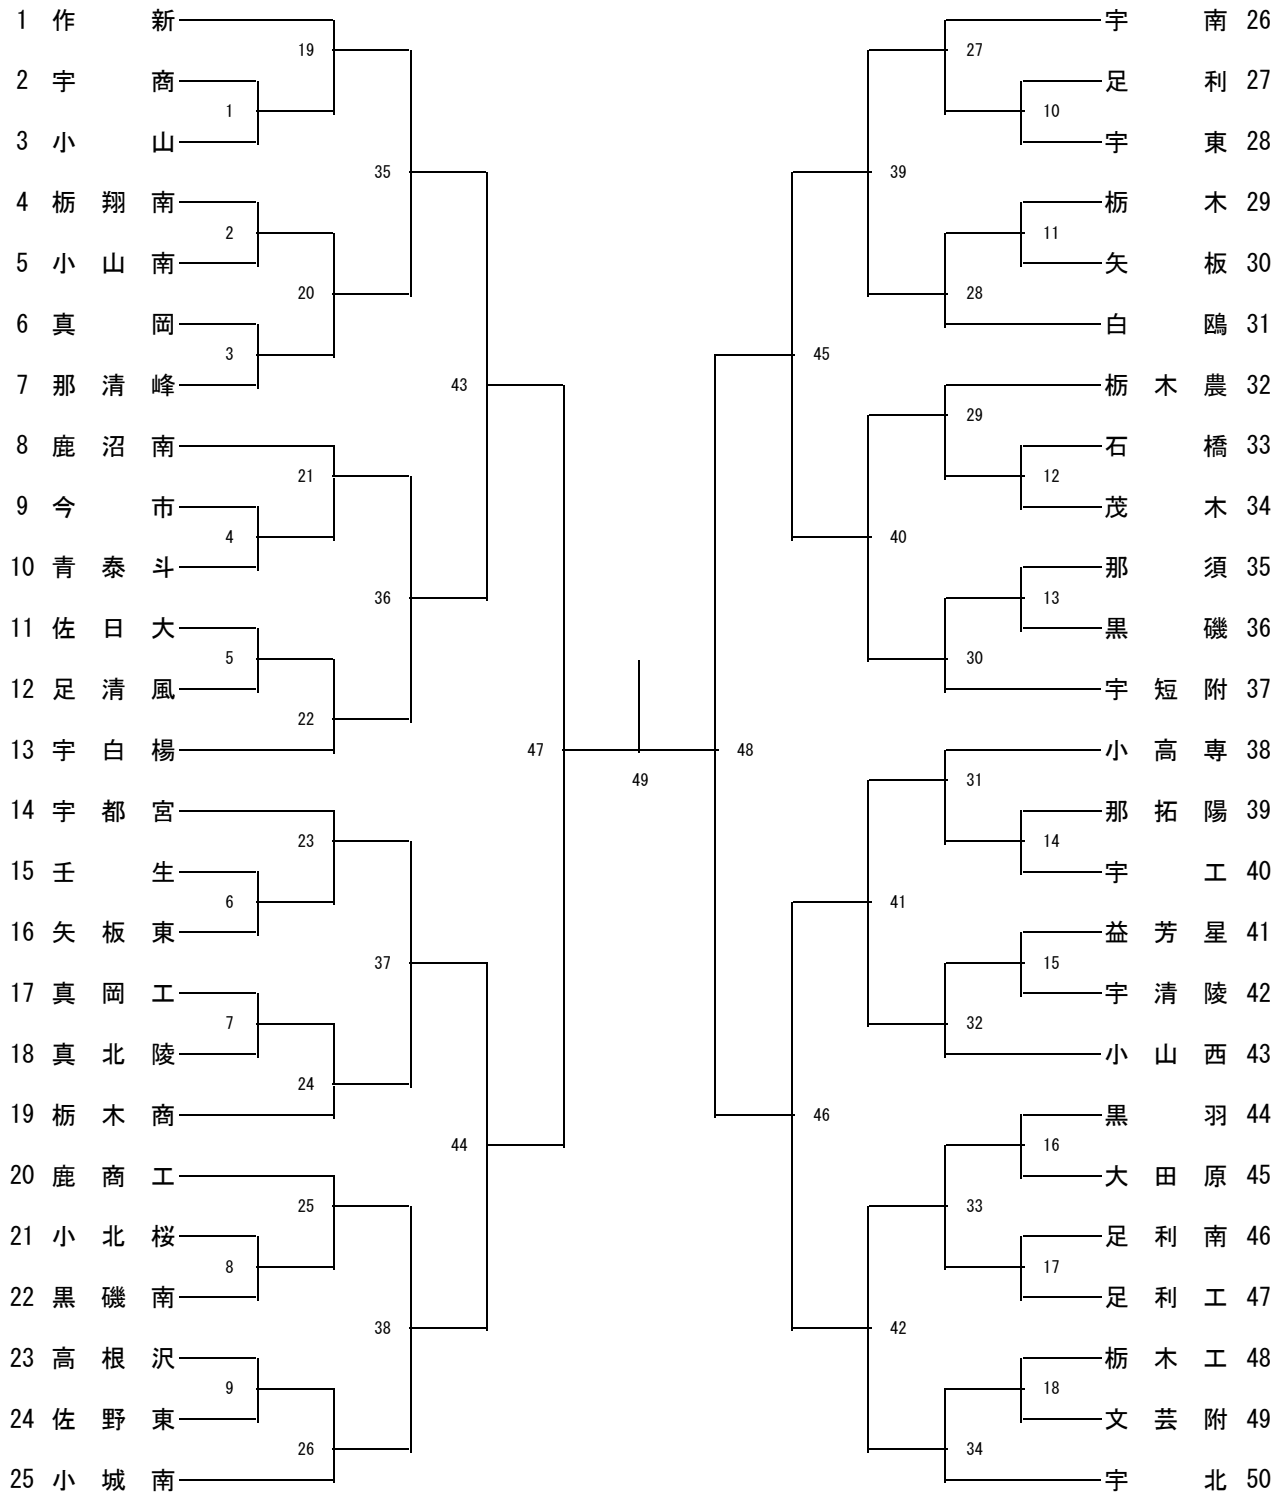 1 作新
2 宇商
3 小山
4 栃翔南
5 小山南
6 真岡
7 那清峰
8 鹿沼南
9 今市
10 青泰斗
11 佐日大
12 足清風
13 宇白楊
14 宇都宮
15 壬生
16 矢板東
17 真岡工
18 真北陵
19 栃木商
20 鹿商工
21 小北桜
22 黒磯南
23 高根沢
24 佐野東
25 小城南
1
2
3
4
5
6
7
8
9
19
20
21
22
23
24
25
26
35
36
37
38
43
44
47
49
48
45
46
39
40
41
42
27
28
29
30
31
32
33
34
10
11
12
13
14
15
16
17
18
宇南 26
足利 27
宇東 28
栃木 29
矢板 30
白鴎 31
栃木農 32
石橋 33
茂木 34
那須 35
黒磯 36
宇短附 37
小高専 38
那拓陽 39
宇工 40
益芳星 41
宇清陵 42
小山西 43
黒羽 44
大田原 45
足利南 46
足利工 47
栃木工 48
文芸附 49
宇北 50